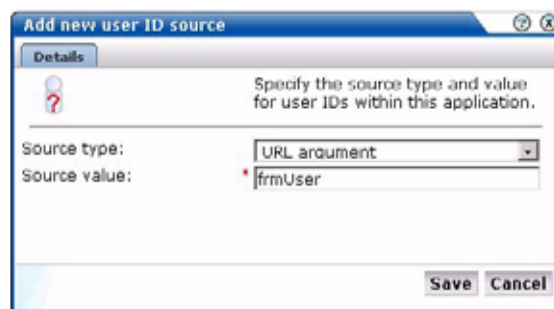 Add new user ID source
Details
Specify the source type and value
for user IDs within this application.
Source type: URL argument
Source value: * frmUser
Save Cancel